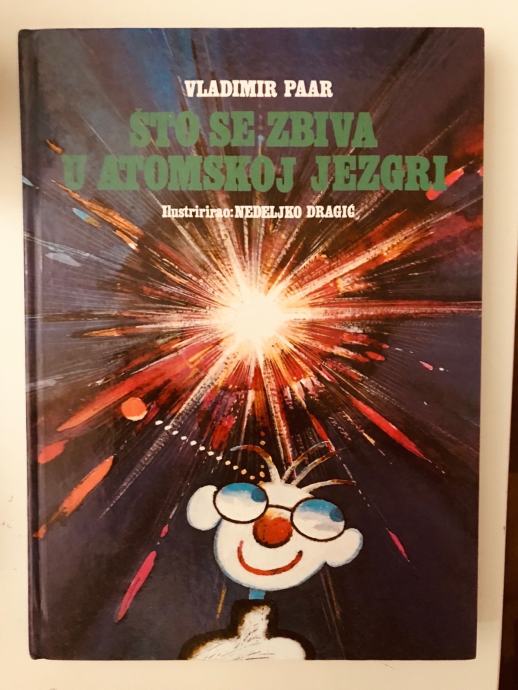 VLADIMIR PAAR
ŠTO SE ZBIVA
U ATOMSKOJ JEZGRI
Ilustrirao: NEDELJKO DRAGIĆ